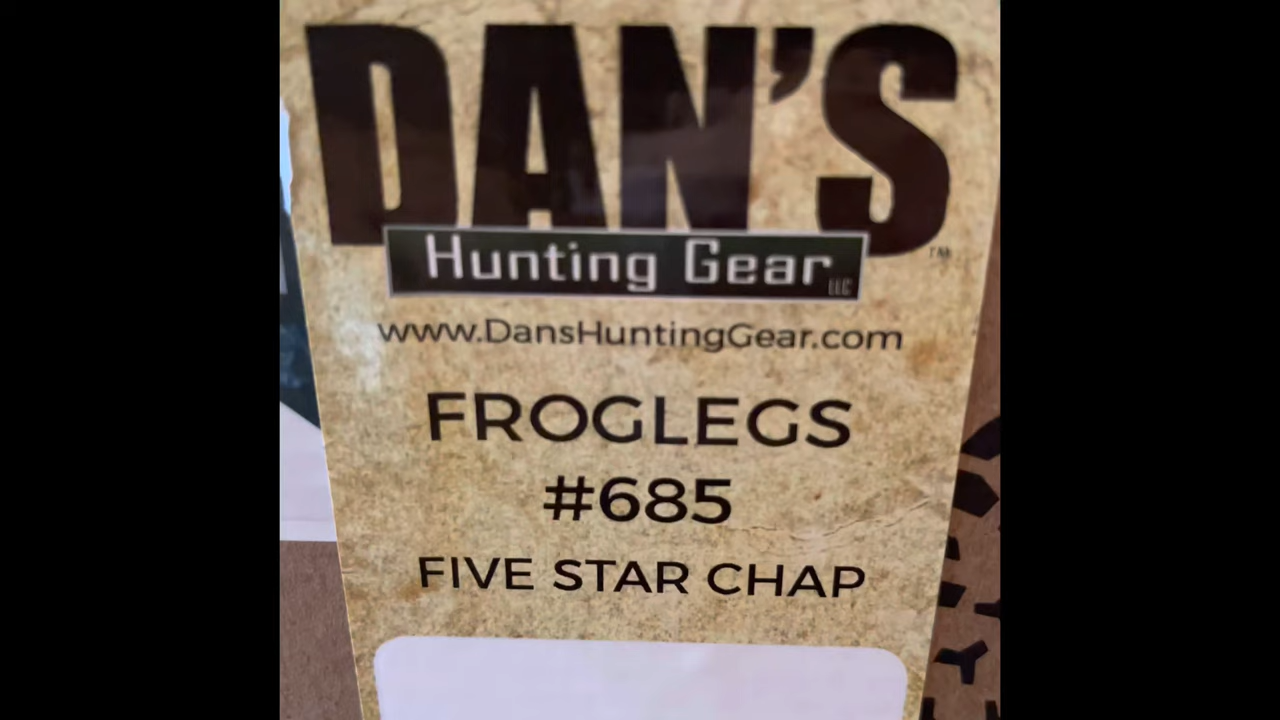 DAN'S
™
Hunting Gear LLC
www.DansHuntingGear.com
FROGLEGS
#685
FIVE STAR CHAP